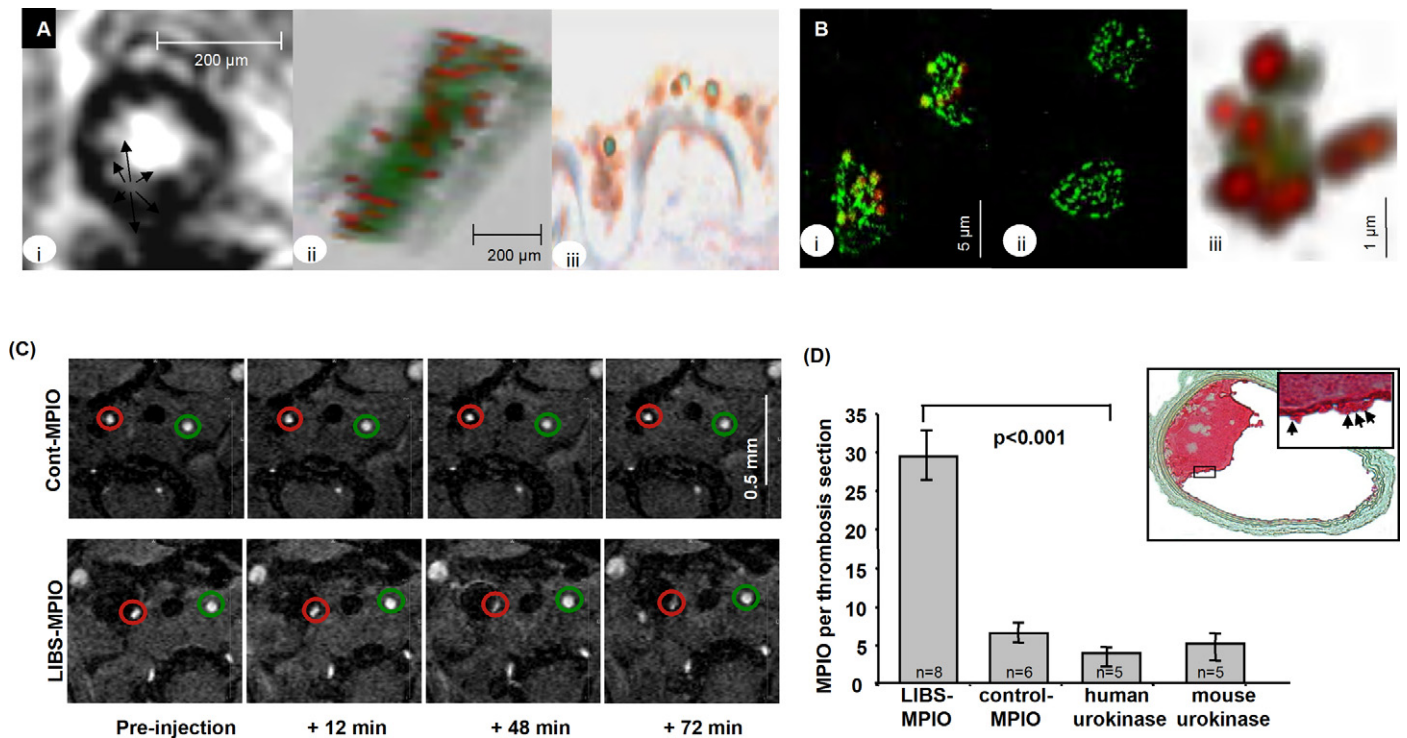 A
200 µm
i
ii
200 µm
iii
B
i
5 µm
ii
iii
1 µm
(C)
Cont-MPIO
0.5 mm
LIBS-MPIO
Pre-injection
+ 12 min
+ 48 min
+ 72 min
(D)
MPIO per thrombosis section
35
30
25
20
15
10
5
0
p<0.001
n=8
n=6
n=5
n=5
LIBS-
MPIO
control-
MPIO
human
urokinase
mouse
urokinase